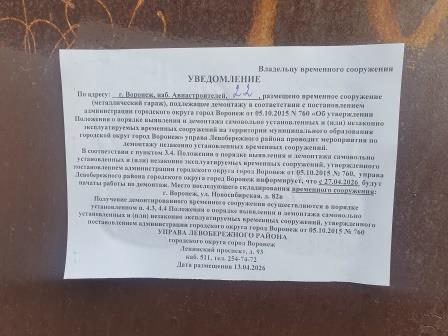 Владельцу временного сооружения
УВЕДОМЛЕНИЕ
По адресу: г. Воронеж, наб. Авиастроителей, 22, размещено временное сооружение
(металлический гараж), подлежащее демонтажу в соответствии с постановлением
администрации городского округа город Воронеж от 05.10.2015 N 760 «Об утверждении
Положения о порядке выявления и демонтажа самовольно установленных и (или) незаконно
эксплуатируемых временных сооружений на территории муниципального образования
городской округ город Воронеж» управа Левобережного района проводит мероприятия по
демонтажу незаконно установленных временных сооружений.
В соответствии с пунктом 3.4. Положения о порядке выявления и демонтажа самовольно
установленных и (или) незаконно эксплуатируемых временных сооружений, утвержденного
постановлением администрации городского округа город Воронеж от 05.10.2015 N 760, управа
Левобережного района городского округа город Воронеж информирует, что с 27.04.2026 будут
начаты работы по демонтажу. Место последующего складирования временного сооружения:
г. Воронеж, ул. Новосибирская, д. 82в
Получение демонтированного временного сооружения осуществляются в порядке
установленном п. 4.3, 4.4 Положения о порядке выявления и демонтажа самовольно
установленных и (или) незаконно эксплуатируемых временных сооружений, утвержденного
постановлением администрации городского округа город Воронеж от 05.10.2015 № 760
УПРАВА ЛЕВОБЕРЕЖНОГО РАЙОНА
городского округа город Воронеж
Ленинский проспект, д. 93
каб. 511, тел. 254-74-72
Дата размещения 13.04.2026